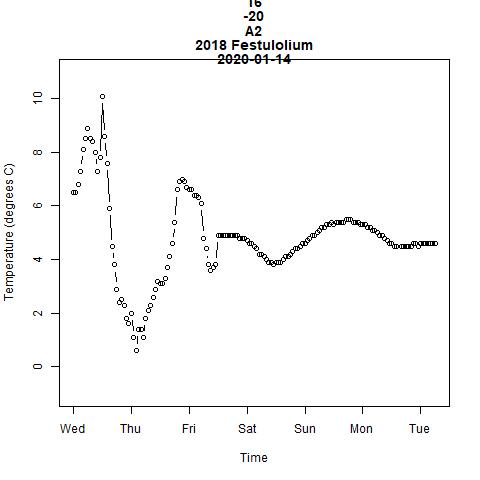 16
-20
A2
2018 Festulolium
2020-01-14
Temperature (degrees C)
10
8
6
4
2
0
Wed Thu Fri Sat Sun Mon Tue
Time